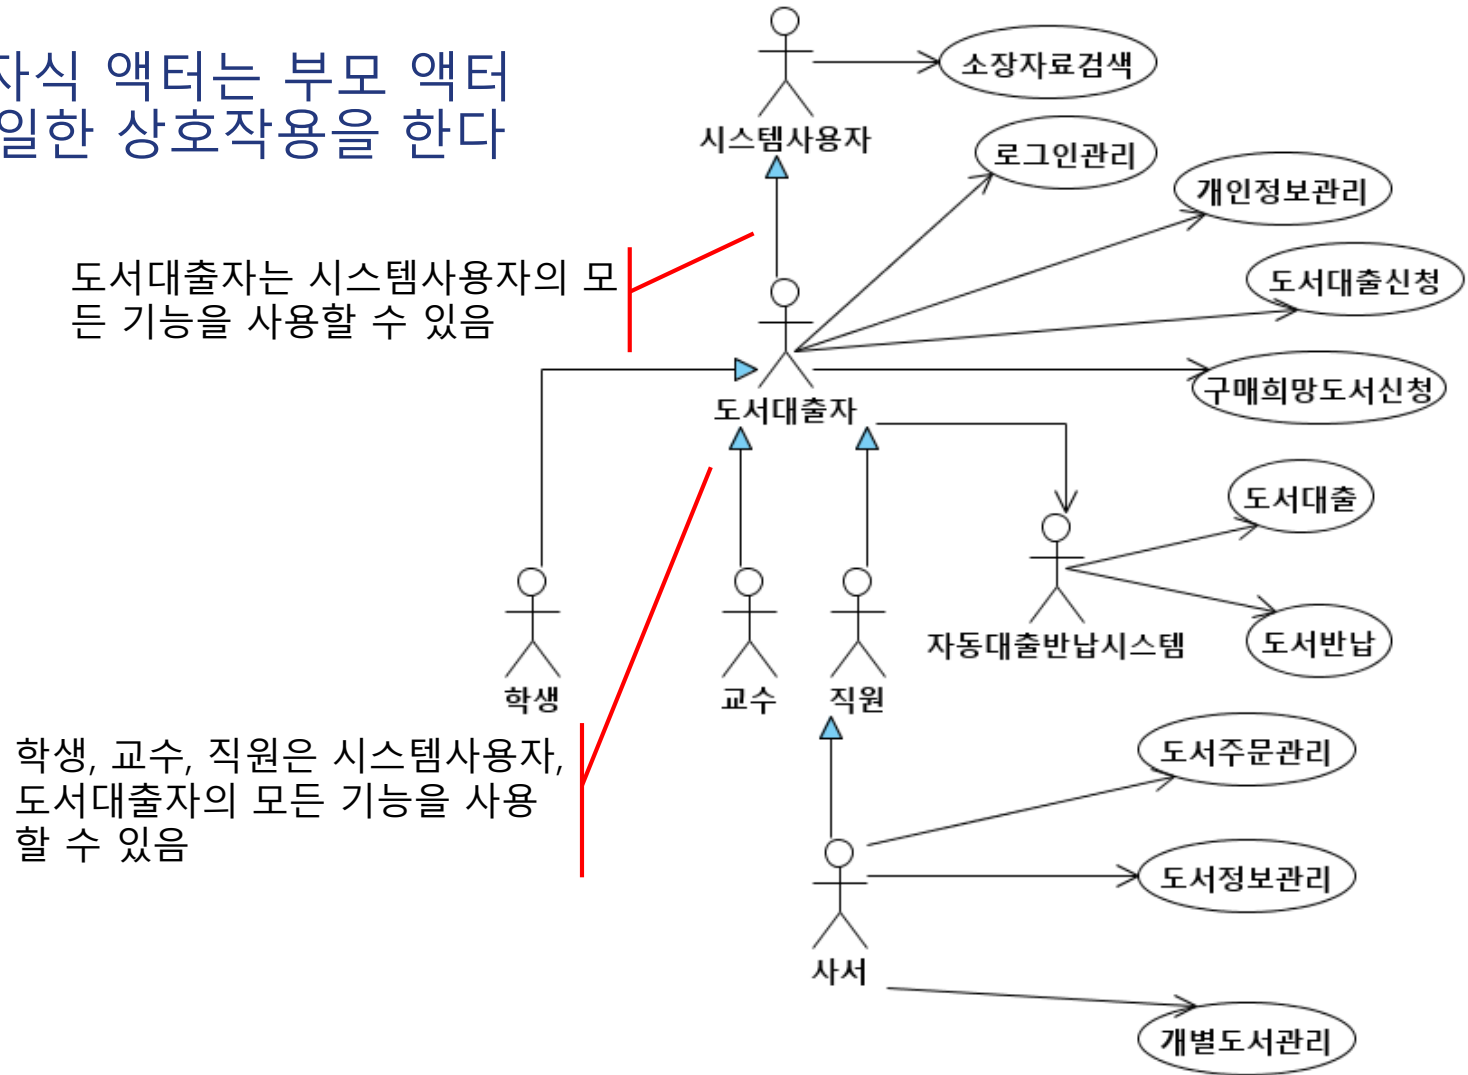 자식 액터는 부모 액터
일한 상호작용을 한다
소장자료검색
시스템사용자
로그인관리
개인정보관리
도서대출자는 시스템사용자의 모
든 기능을 사용할 수 있음
도서대출신청
구매희망도서신청
도서대출자
도서대출
자동대출반납시스템
도서반납
학생
교수
직원
학생, 교수, 직원은 시스템사용자,
도서대출자의 모든 기능을 사용
할 수 있음
도서주문관리
도서정보관리
사서
개별도서관리